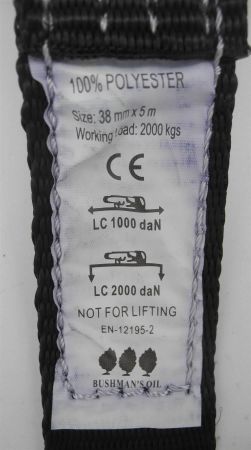 100% POLYESTER
Size: 38 mm x 5 m
Working load: 2000 kgs
CE
LC 1000 daN
LC 2000 daN
NOT FOR LIFTING
EN-12195-2
BUSHMAN'S OIL